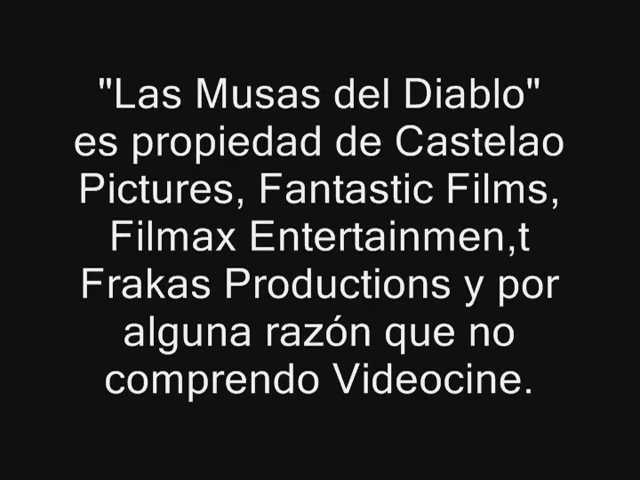 "Las Musas del Diablo"
es propiedad de Castelao
Pictures, Fantastic Films,
Filmax Entertainmen,t
Frakas Productions y por
alguna razón que no
comprendo Videocine.